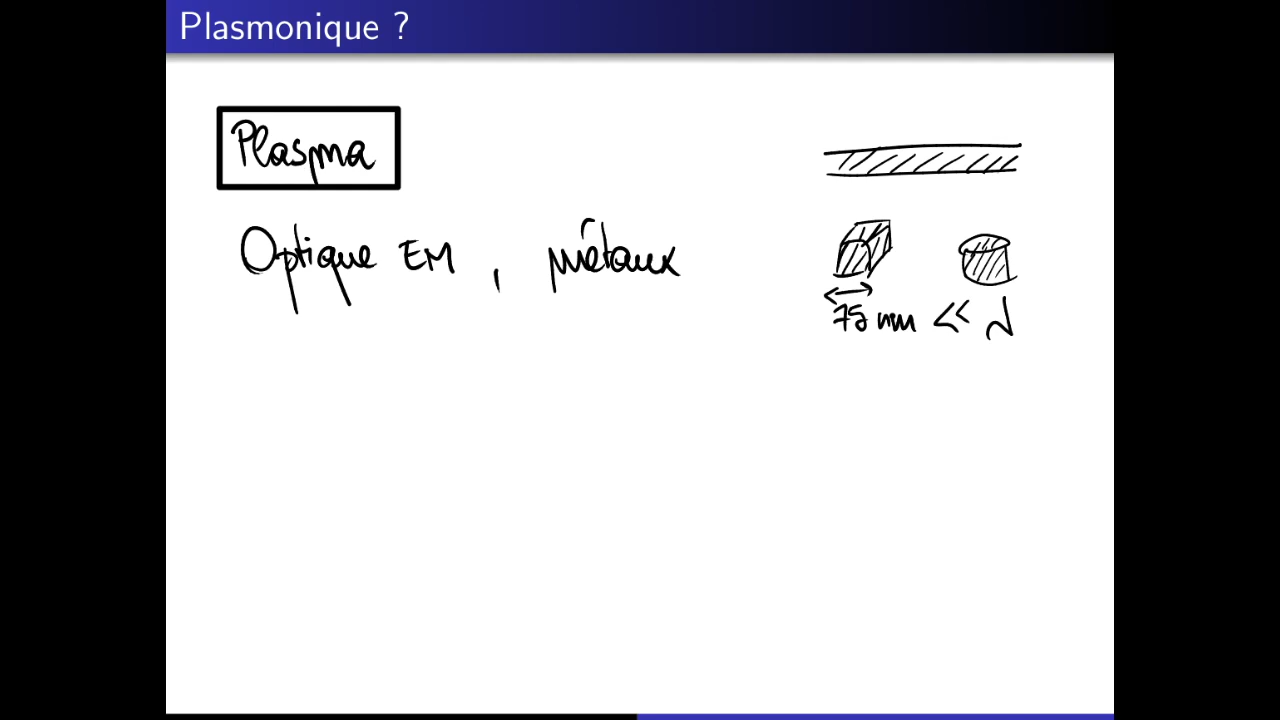 Plasmonique ?
Plasma
Optique EM , métaux
75 nm << λ